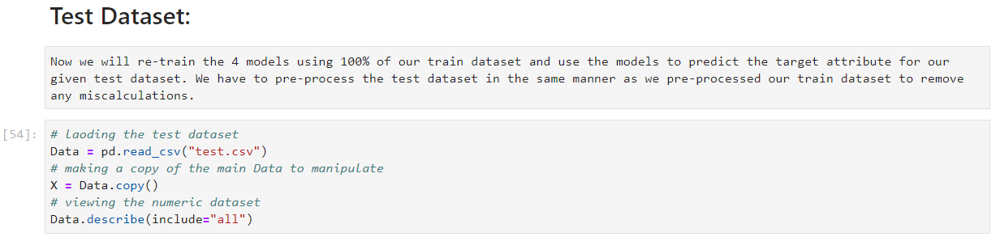 Test Dataset:
Now we will re-train the 4 models using 100% of our train dataset and use the models to predict the target attribute for our
given test dataset. We have to pre-process the test dataset in the same manner as we pre-processed our train dataset to remove
any miscalculations.
[54]: # laoding the test dataset
Data = pd.read_csv("test.csv")
# making a copy of the main Data to manipulate
X = Data.copy()
# viewing the numeric dataset
Data.describe(include="all")